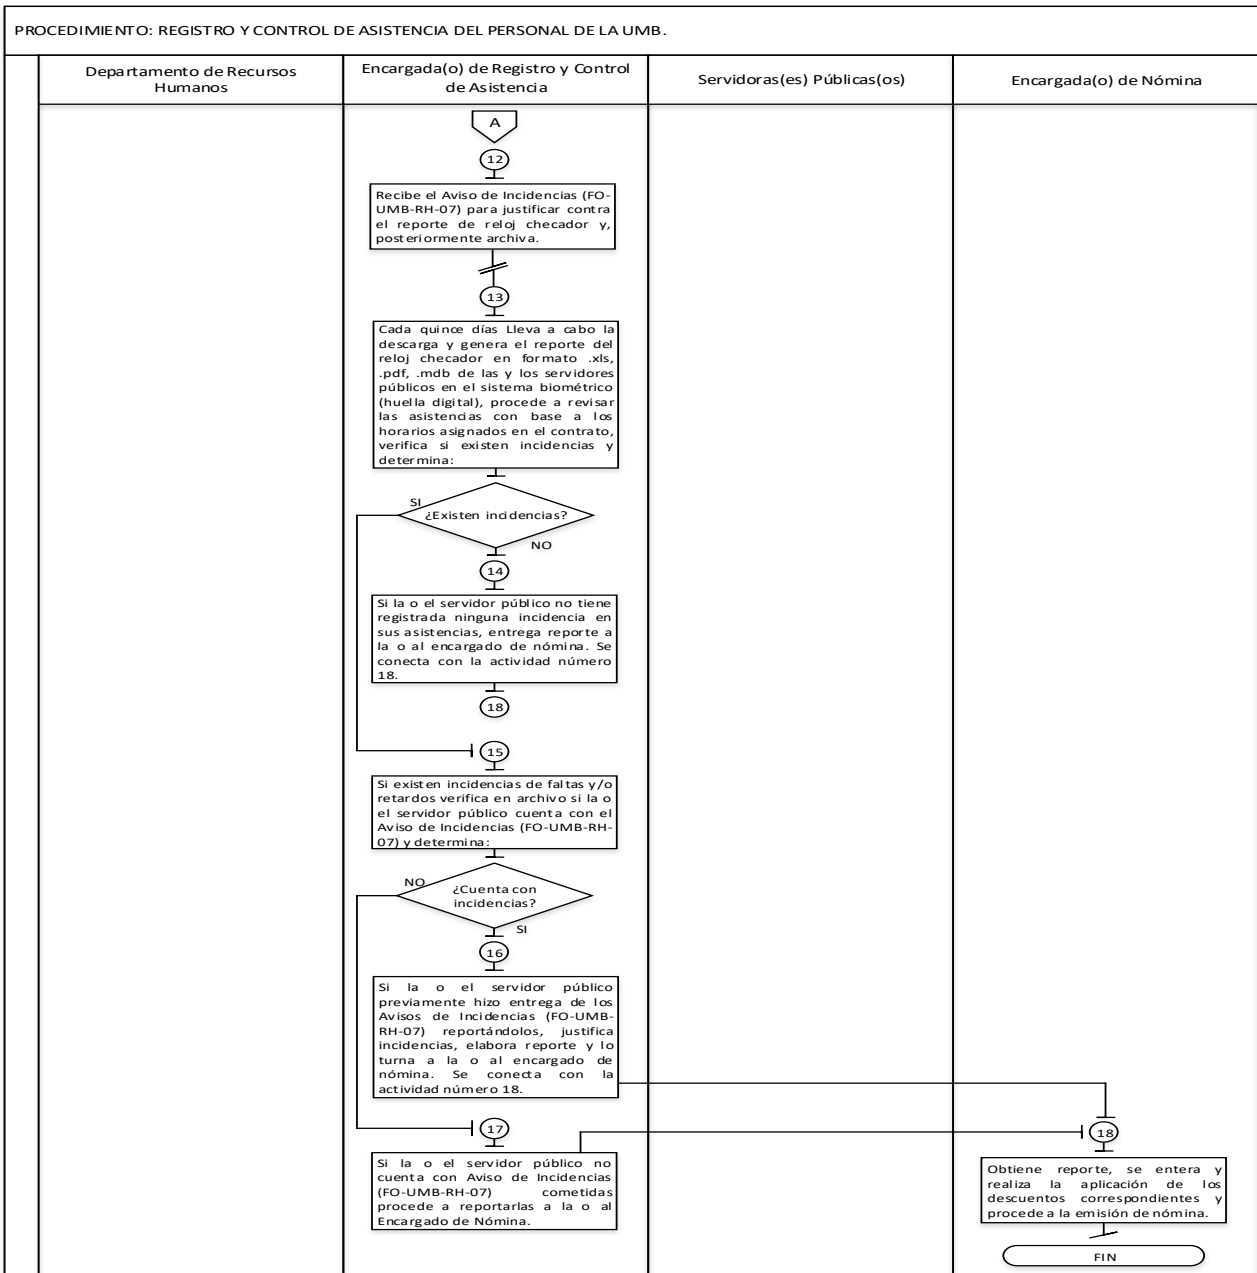 PROCEDIMIENTO: REGISTRO Y CONTROL DE ASISTENCIA DEL PERSONAL DE LA UMB.
Departamento de Recursos
Humanos
Encargada(o) de Registro y Control
de Asistencia
Servidoras(es) Públicas(os)
Encargada(o) de Nómina
A
12
Recibe el Aviso de Incidencias (FO-
UMB-RH-07) para justificar contra
el reporte de reloj checador y,
posteriormente archiva.
13
Cada quince días Lleva a cabo la
descarga y genera el reporte del
reloj checador en formato .xls,
.pdf, .mdb de las y los servidores
públicos en el sistema biométrico
(huella digital), procede a revisar
las asistencias con base a los
horarios asignados en el contrato,
verifica si existen incidencias y
determina:
SI
¿Existen incidencias?
NO
14
Si la o el servidor público no tiene
registrada ninguna incidencia en
sus asistencias, entrega reporte a
la o al encargado de nómina. Se
conecta con la actividad número
18.
18
15
Si existen incidencias de faltas y/o
retardos verifica en archivo si la o
el servidor público cuenta con el
Aviso de Incidencias (FO-UMB-RH-
07) y determina:
NO
¿Cuenta con
incidencias?
SI
16
Si la o el servidor público
previamente hizo entrega de los
Avisos de Incidencias (FO-UMB-
RH-07) reportándolos, justifica
incidencias, elabora reporte y lo
turna a la o al encargado de
nómina. Se conecta con la
actividad número 18.
17
Si la o el servidor público no
cuenta con Aviso de Incidencias
(FO-UMB-RH-07) cometidas
procede a reportarlas a la o al
Encargado de Nómina.
18
Obtiene reporte, se entera y
realiza la aplicación de los
descuentos correspondientes y
procede a la emisión de nómina.
FIN